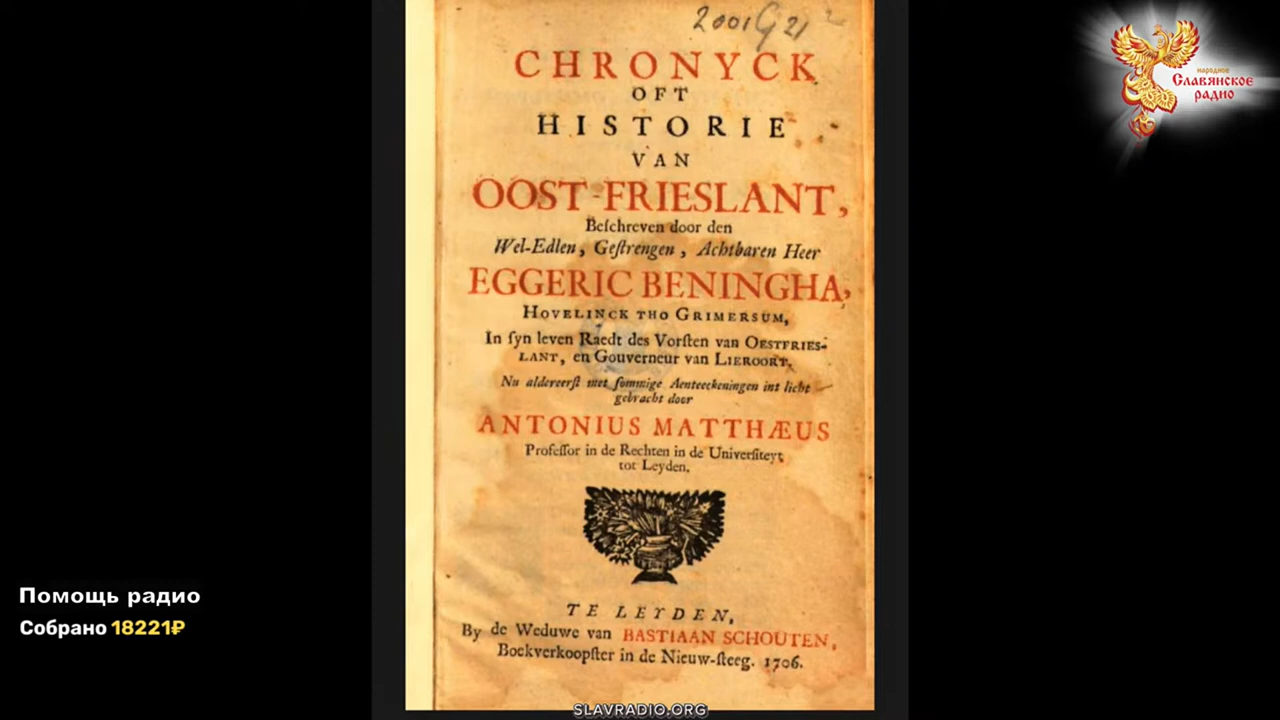 2001 G 21 2
CHRONYCK
OFT
HISTORIE
VAN
OOST-FRIESLANT,
Beſchreven door den
Wel-Edlen, Geſtrengen, Achtbaren Heer
EGGERIC BENINGHA,
HOVELINCK THO GRIMERSUM,
In ſyn leven Raedt des Vorſten van OESTFRIES-
LANT, en Gouverneur van LIEROORT.
Nu aldereerſt met ſommige Aenteeckeningen int licht
gebracht door
ANTONIUS MATTHÆUS
Profeſſor in de Rechten in de Univerſiteyt
tot Leyden.
TE LEYDEN,
By de Weduwe van BASTIAAN SCHOUTEN,
Boekverkoopſter in de Nieuw-ſteeg. 1706.
народное
Славянское
радио
Помощь радио
Собрано 18221₽
SLAVRADIO.ORG